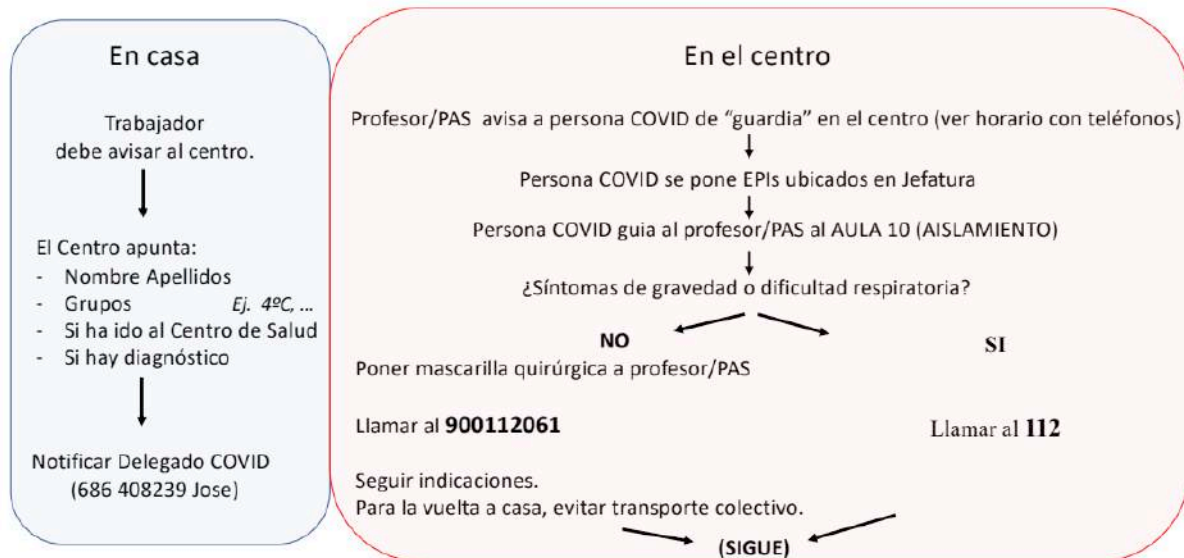 En casa
Trabajador
debe avisar al centro.
El Centro apunta:
- Nombre Apellidos
- Grupos Ej. 4ºC, ...
- Si ha ido al Centro de Salud
- Si hay diagnóstico
Notificar Delegado COVID
(686 408239 Jose)
En el centro
Profesor/PAS avisa a persona COVID de “guardia” en el centro (ver horario con teléfonos)
Persona COVID se pone EPIs ubicados en Jefatura
Persona COVID guia al profesor/PAS al AULA 10 (AISLAMIENTO)
¿Síntomas de gravedad o dificultad respiratoria?
NO
SI
Poner mascarilla quirúrgica a profesor/PAS
Llamar al 900112061
Llamar al 112
Seguir indicaciones.
Para la vuelta a casa, evitar transporte colectivo.
(SIGUE)